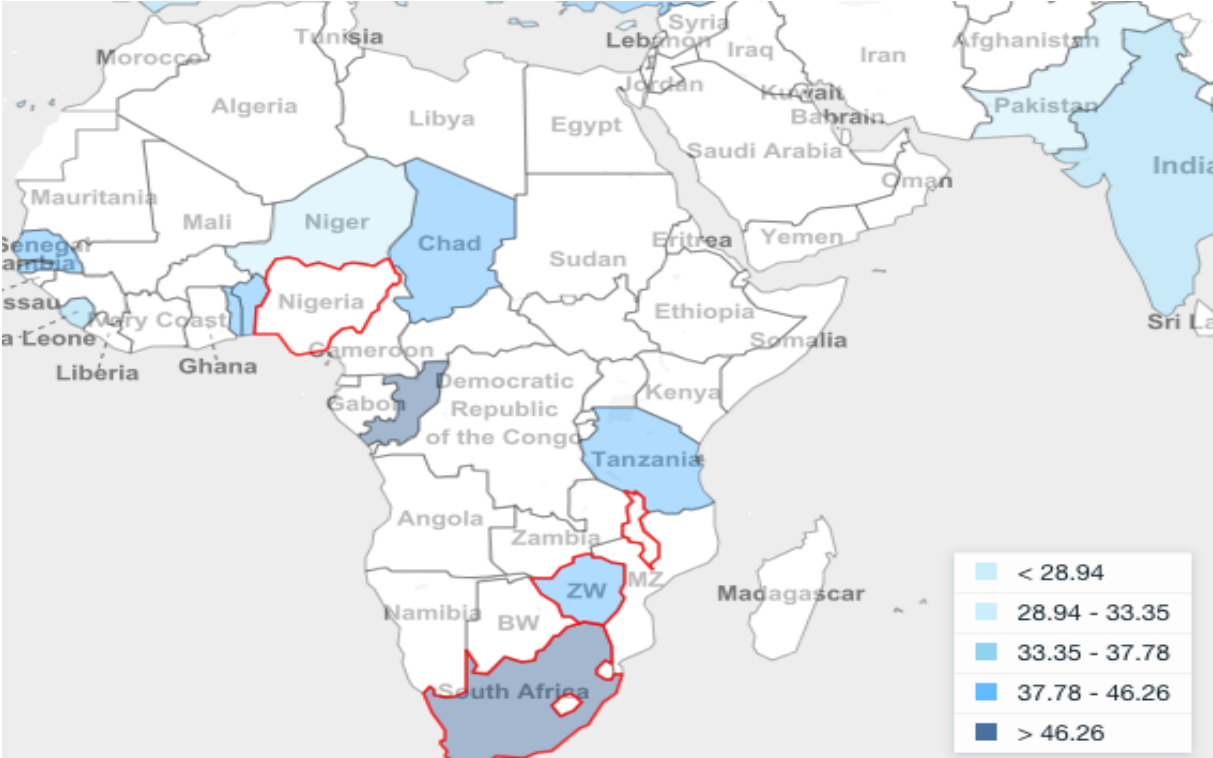 Morocco
Tunisia
Lebanon
Syria
Iraq
Iran
Afghanistan
Algeria
Libya
Egypt
Jordan
Kuwait
Bahrain
Pakistan
Saudi Arabia
India
Oman
Mauritania
Mali
Niger
Chad
Sudan
Eritrea
Yemen
Senegal
ambia
ssau
Nigeria
Ivory Coast
Ethiopia
a Leone
Liberia
Ghana
Cameroon
Somalia
Sri La
Gabon
Democratic
Republic
of the Congo
Kenya
Tanzania
Angola
Zambia
Namibia
BW
ZW
MZ
Madagascar
South Africa
< 28.94
28.94 - 33.35
33.35 - 37.78
37.78 - 46.26
> 46.26